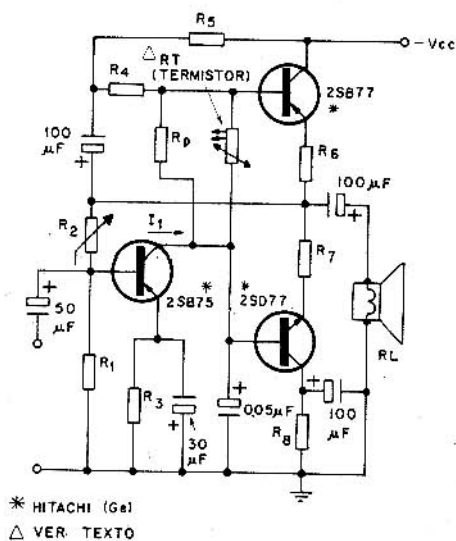 R5
-Vcc
△ RT
(TERMISTOR)
R4
2SB77
*
Rp
100
µF
+
R6
100µF
+
R2
I1
R7
+
50
µF
2SB75
*
*
2SD77
RL
R1
R3
+
30
µF
+
0,05µF
+
100
µF
R8
* HITACHI (Ge)
△ VER TEXTO